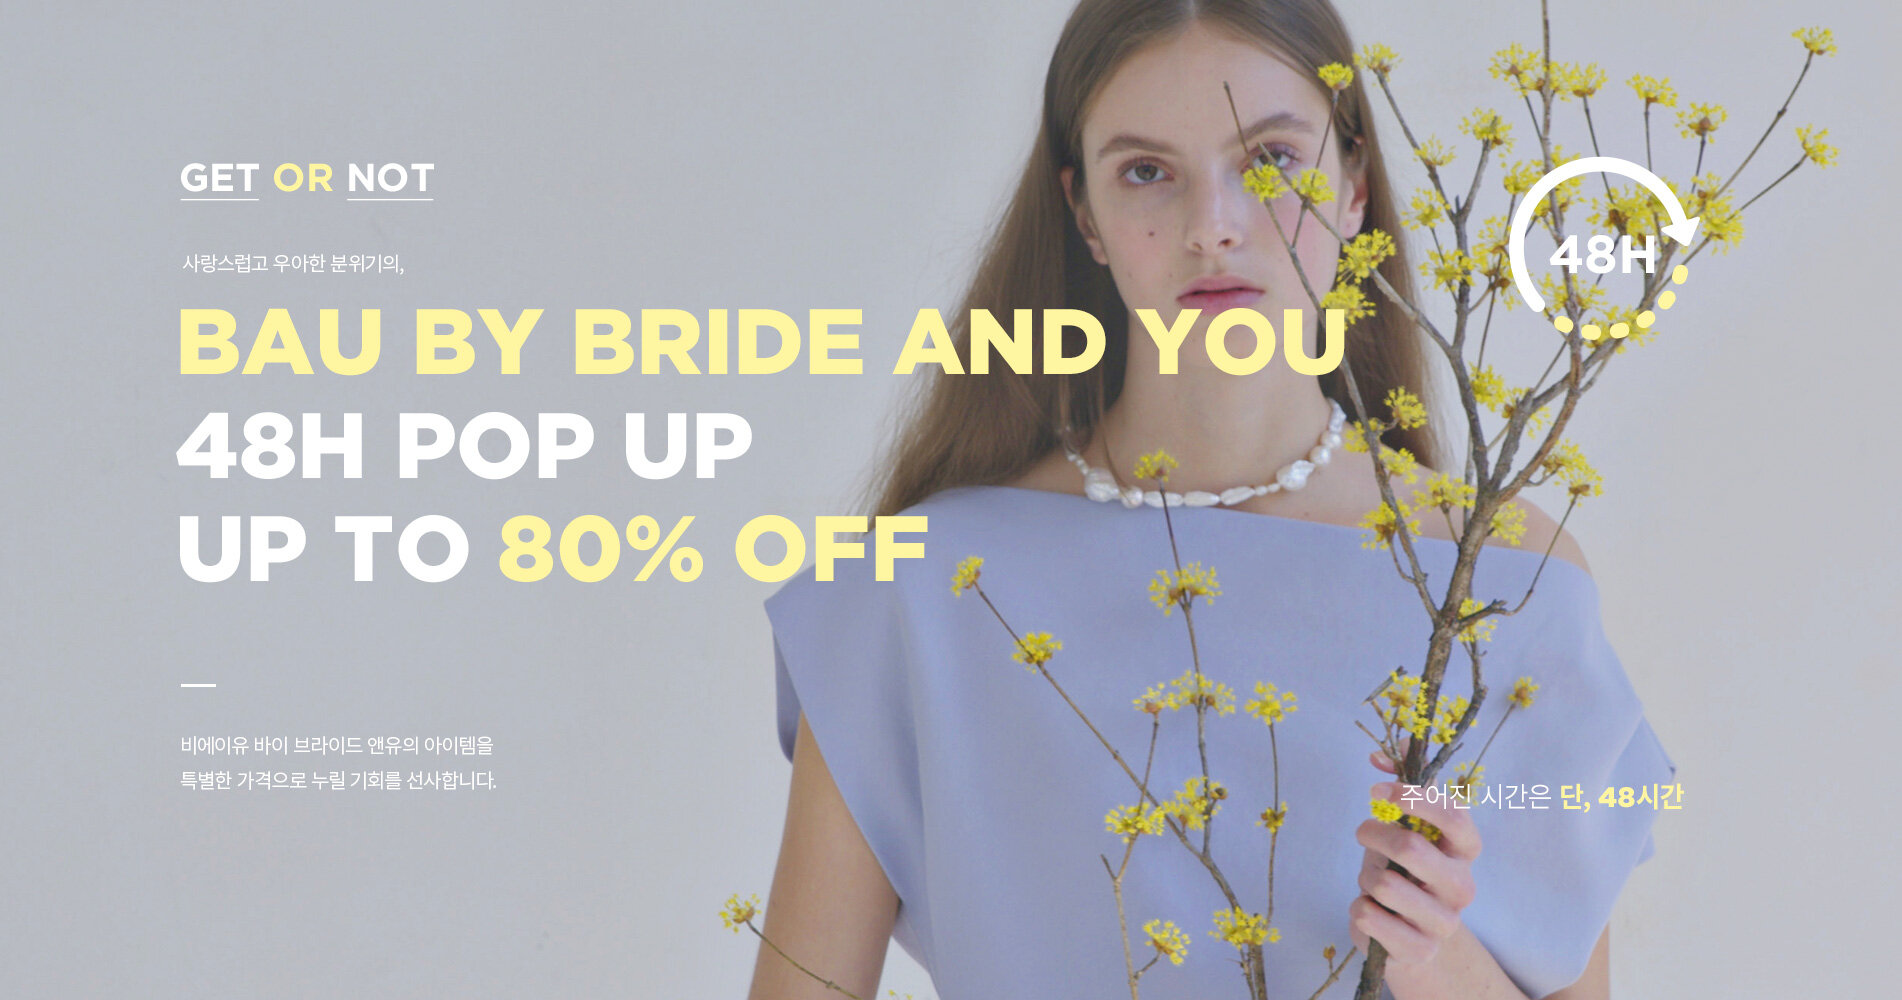 GET OR NOT
사랑스럽고 우아한 분위기의,
BAU BY BRIDE AND YOU
48H POP UP
UP TO 80% OFF
비에이유 바이 브라이드 앤유의 아이템을
특별한 가격으로 누릴 기회를 선사합니다.
48H
주어진 시간은 단, 48시간